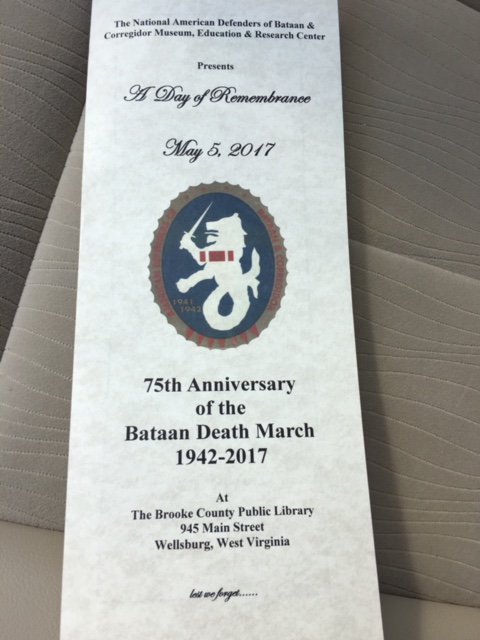 The National American Defenders of Bataan &
Corregidor Museum, Education & Research Center
Presents
A Day of Remembrance
May 5, 2017
1941
1942
75th Anniversary
of the
Bataan Death March
1942-2017
At
The Brooke County Public Library
945 Main Street
Wellsburg, West Virginia
lest we forget......